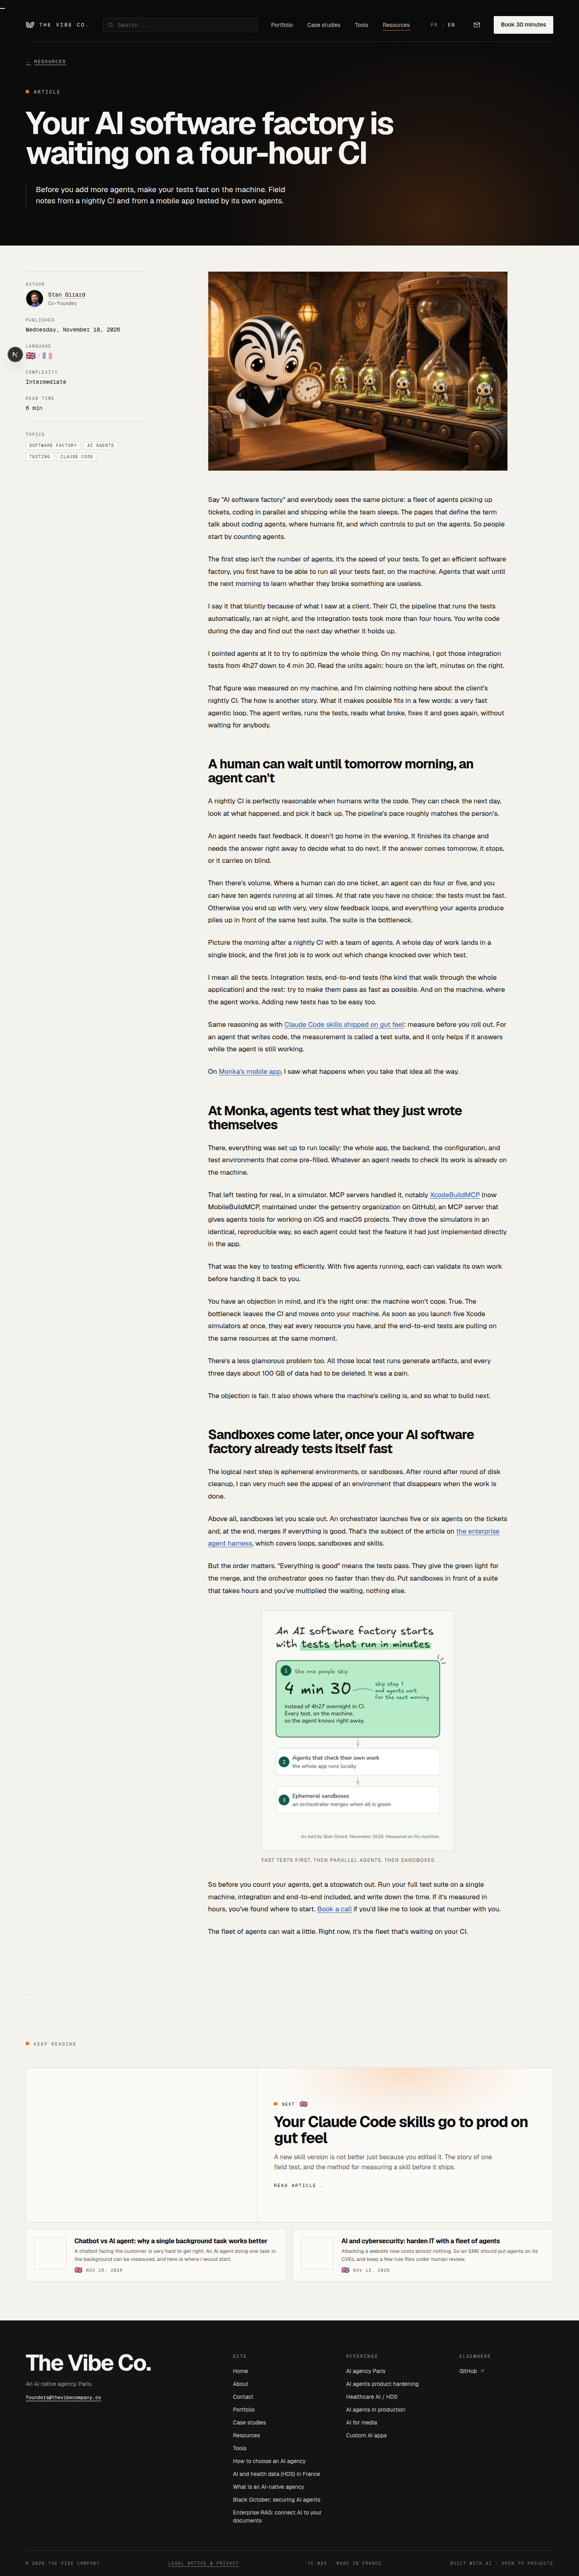 THE VIBE CO.
Search...
Portfolio
Case studies
Tools
Resources
FR | EN
Book 30 minutes
← RESOURCES
ARTICLE
Your AI software factory is
waiting on a four-hour CI
Before you add more agents, make your tests fast on the machine. Field
notes from a nightly CI and from a mobile app tested by its own agents.
AUTHOR
Stan Girard
Co-founder
PUBLISHED
Wednesday, November 18, 2026
LANGUAGE
/
COMPLEXITY
Intermediate
READ TIME
6 min
TOPICS
SOFTWARE FACTORY
AI AGENTS
TESTING
CLAUDE CODE
N
Say "AI software factory" and everybody sees the same picture: a fleet of agents picking up
tickets, coding in parallel and shipping while the team sleeps. The pages that define the term
talk about coding agents, where humans fit, and which controls to put on the agents. So people
start by counting agents.
The first step isn't the number of agents, it's the speed of your tests. To get an efficient software
factory, you first have to be able to run all your tests fast, on the machine. Agents that wait until
the next morning to learn whether they broke something are useless.
I say it that bluntly because of what I saw at a client. Their CI, the pipeline that runs the tests
automatically, ran at night, and the integration tests took more than four hours. You write code
during the day and find out the next day whether it holds up.
I pointed agents at it to try to optimize the whole thing. On my machine, I got those integration
tests from 4h27 down to 4 min 30. Read the units again: hours on the left, minutes on the right.
That figure was measured on my machine, and I'm claiming nothing here about the client's
nightly CI. The how is another story. What it makes possible fits in a few words: a very fast
agentic loop. The agent writes, runs the tests, reads what broke, fixes it and goes again, without
waiting for anybody.
A human can wait until tomorrow morning, an
agent can't
A nightly CI is perfectly reasonable when humans write the code. They can check the next day,
look at what happened, and pick it back up. The pipeline's pace roughly matches the person's.
An agent needs fast feedback. It doesn't go home in the evening. It finishes its change and
needs the answer right away to decide what to do next. If the answer comes tomorrow, it stops,
or it carries on blind.
Then there's volume. Where a human can do one ticket, an agent can do four or five, and you
can have ten agents running at all times. At that rate you have no choice: the tests must be fast.
Otherwise you end up with very, very slow feedback loops, and everything your agents produce
piles up in front of the same test suite. The suite is the bottleneck.
Picture the morning after a nightly CI with a team of agents. A whole day of work lands in a
single block, and the first job is to work out which change knocked over which test.
I mean all the tests. Integration tests, end-to-end tests (the kind that walk through the whole
application) and the rest: try to make them pass as fast as possible. And on the machine, where
the agent works. Adding new tests has to be easy too.
Same reasoning as with Claude Code skills shipped on gut feel: measure before you roll out. For
an agent that writes code, the measurement is called a test suite, and it only helps if it answers
while the agent is still working.
On Monka's mobile app, I saw what happens when you take that idea all the way.
At Monka, agents test what they just wrote
themselves
There, everything was set up to run locally: the whole app, the backend, the configuration, and
test environments that come pre-filled. Whatever an agent needs to check its work is already on
the machine.
That left testing for real, in a simulator. MCP servers handled it, notably XcodeBuildMCP (now
MobileBuildMCP, maintained under the getsentry organization on GitHub), an MCP server that
gives agents tools for working on iOS and macOS projects. They drove the simulators in an
identical, reproducible way, so each agent could test the feature it had just implemented directly
in the app.
That was the key to testing efficiently. With five agents running, each can validate its own work
before handing it back to you.
You have an objection in mind, and it's the right one: the machine won't cope. True. The
bottleneck leaves the CI and moves onto your machine. As soon as you launch five Xcode
simulators at once, they eat every resource you have, and the end-to-end tests are pulling on
the same resources at the same moment.
There's a less glamorous problem too. All those local test runs generate artifacts, and every
three days about 100 GB of data had to be deleted. It was a pain.
The objection is fair. It also shows where the machine's ceiling is, and so what to build next.
Sandboxes come later, once your AI software
factory already tests itself fast
The logical next step is ephemeral environments, or sandboxes. After round after round of disk
cleanup, I can very much see the appeal of an environment that disappears when the work is
done.
Above all, sandboxes let you scale out. An orchestrator launches five or six agents on the tickets
and, at the end, merges if everything is good. That's the subject of the article on the enterprise
agent harness, which covers loops, sandboxes and skills.
But the order matters. "Everything is good" means the tests pass. They give the green light for
the merge, and the orchestrator goes no faster than they do. Put sandboxes in front of a suite
that takes hours and you've multiplied the waiting, nothing else.
An AI software factory starts
with tests that run in minutes
1 the one people skip
4 min 30
skip step 1
and agents wait
for the next morning
instead of 4h27 overnight in CI.
Every test, on the machine,
so the agent knows right away.
2 Agents that check their own work
the whole app runs locally
3 Ephemeral sandboxes
an orchestrator merges when all is green
As told by Stan Girard, November 2026. Measured on his machine.
FAST TESTS FIRST, THEN PARALLEL AGENTS, THEN SANDBOXES.
So before you count your agents, get a stopwatch out. Run your full test suite on a single
machine, integration and end-to-end included, and write down the time. If it's measured in
hours, you've found where to start. Book a call if you'd like me to look at that number with you.
The fleet of agents can wait a little. Right now, it's the fleet that's waiting on your CI.
KEEP READING
NEXT
Your Claude Code skills go to prod on
gut feel
A new skill version is not better just because you edited it. The story of one
field test, and the method for measuring a skill before it ships.
READ ARTICLE →
Chatbot vs AI agent: why a single background task works better
A chatbot facing the customer is very hard to get right. An AI agent doing one task in
the background can be measured, and here is where I would start.
NOV 16, 2026
AI and cybersecurity: harden IT with a fleet of agents
Attacking a website now costs almost nothing. So an SME should put agents on its
CVEs, and keep a few rule files under human review.
NOV 13, 2026
The Vibe Co.
An AI native agency. Paris.
founders@thevibecompany.co
SITE
Home
About
Contact
Portfolio
Case studies
Resources
Tools
How to choose an AI agency
AI and health data (HDS) in France
What is an AI-native agency
Black October: securing AI agents
Enterprise RAG: connect AI to your
documents
OFFERINGS
AI agency Paris
AI agents product hardening
Healthcare AI / HDS
AI agents in production
AI for media
Custom AI apps
ELSEWHERE
GitHub ↗
© 2026 THE VIBE COMPANY
LEGAL NOTICE & PRIVACY
YC W24 · MADE IN FRANCE
BUILT WITH AI · OPEN TO PROJECTS